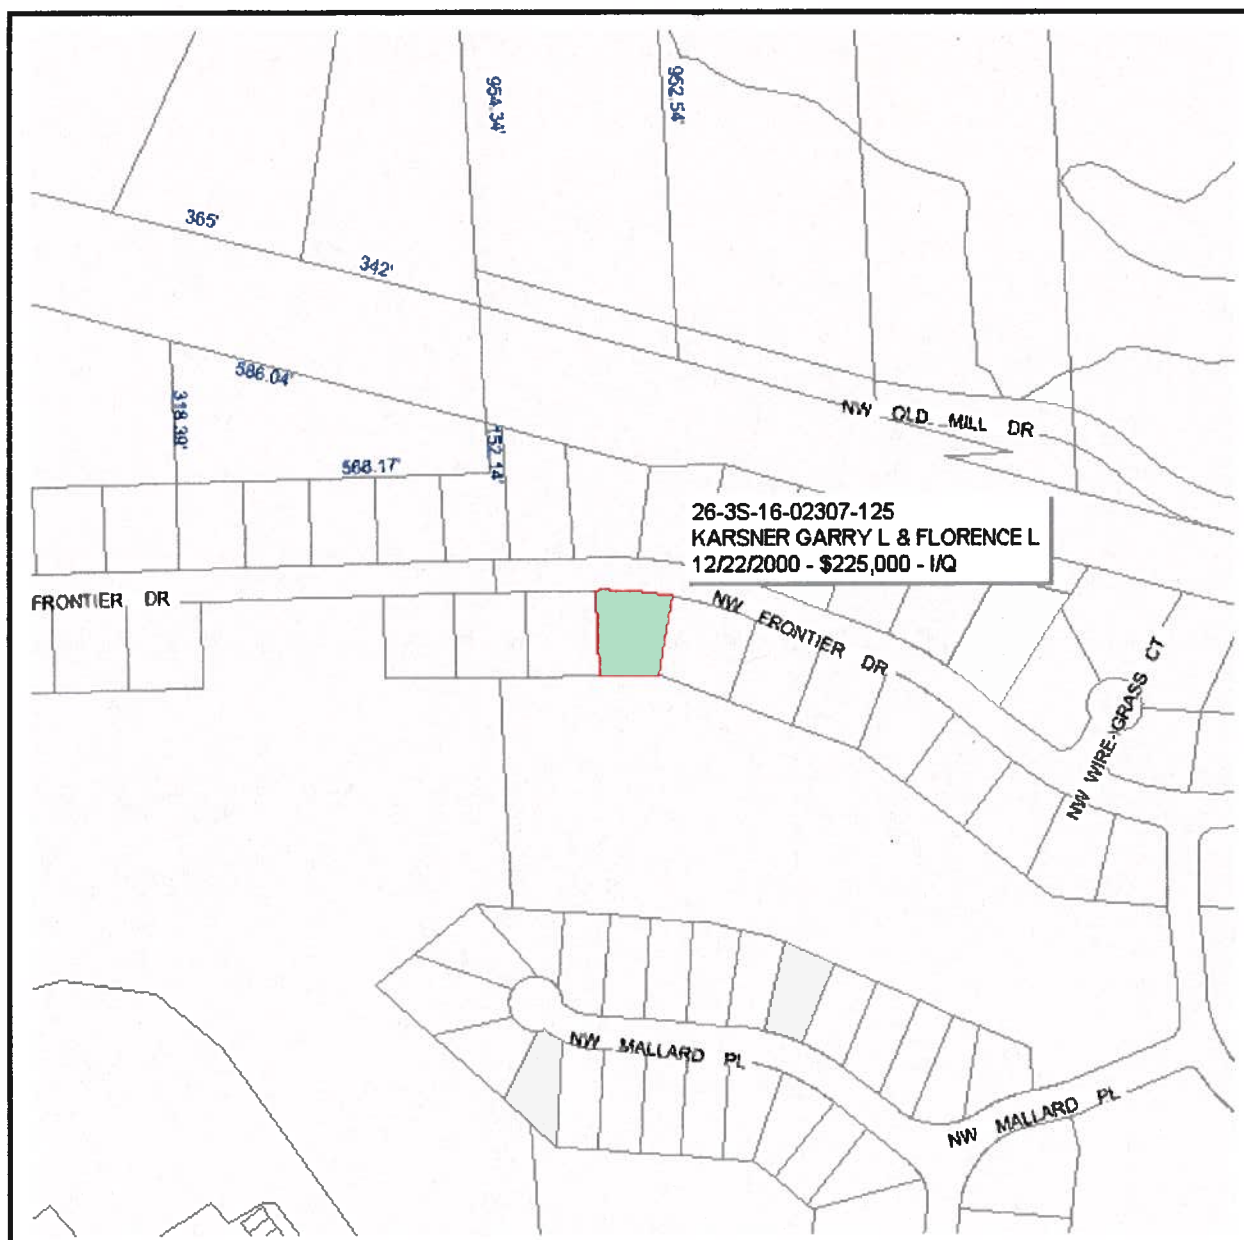 954.34'
952.54'
365'
342'
586.04'
318.39'
568.17'
152.14'
NW OLD MILL DR
26-3S-16-02307-125
KARSNER GARRY L & FLORENCE L
12/22/2000 - $225,000 - I/Q
FRONTIER DR
NW FRONTIER DR
NW WIRE-GRASS CT
NW MALLARD PL
NW MALLARD PL